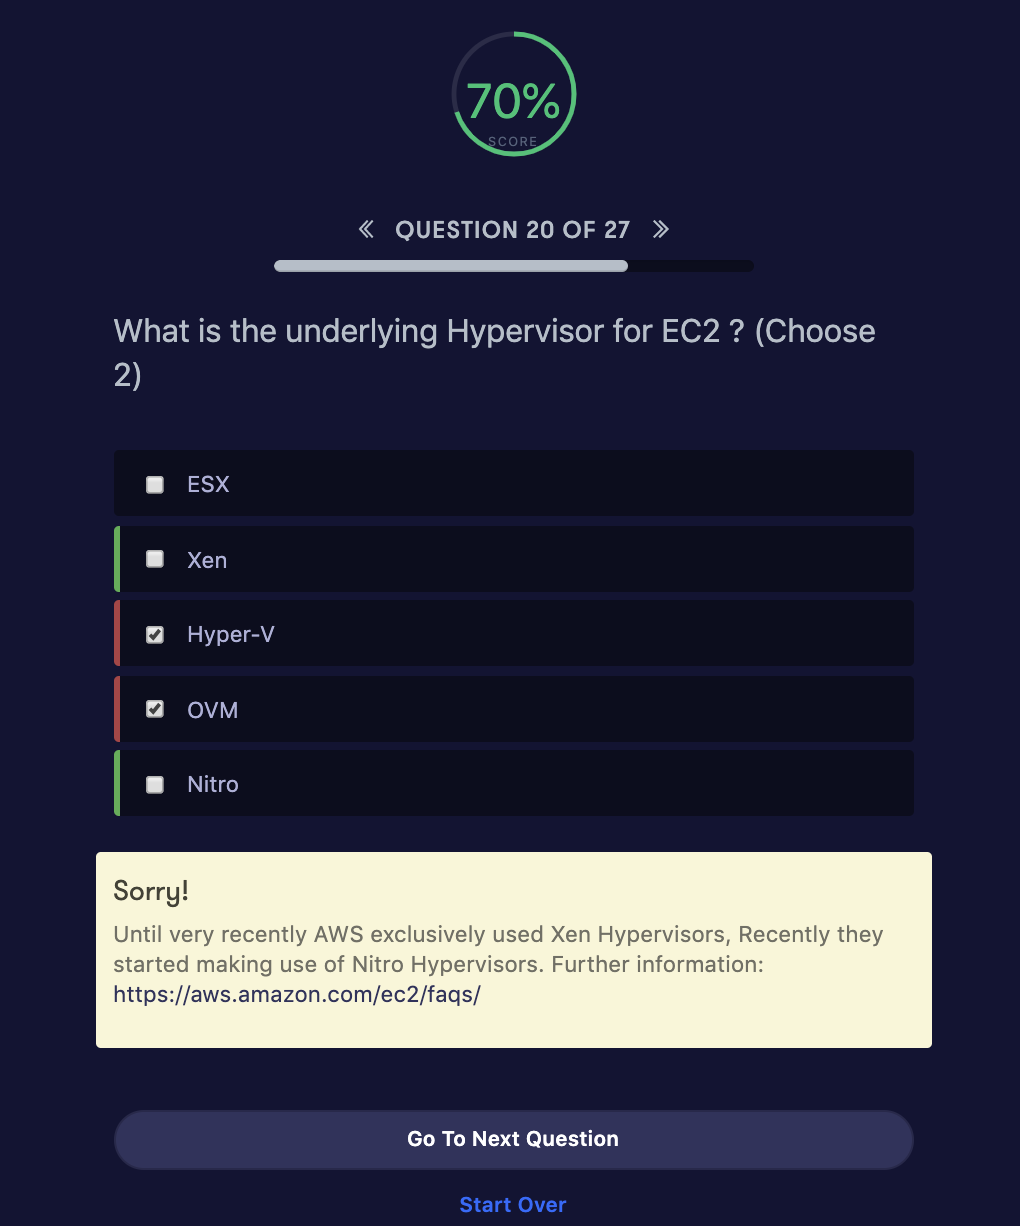 70%
SCORE
« QUESTION 20 OF 27 »
What is the underlying Hypervisor for EC2 ? (Choose
2)
ESX
Xen
Hyper-V
OVM
Nitro
Sorry!
Until very recently AWS exclusively used Xen Hypervisors, Recently they
started making use of Nitro Hypervisors. Further information:
https://aws.amazon.com/ec2/faqs/
Go To Next Question
Start Over